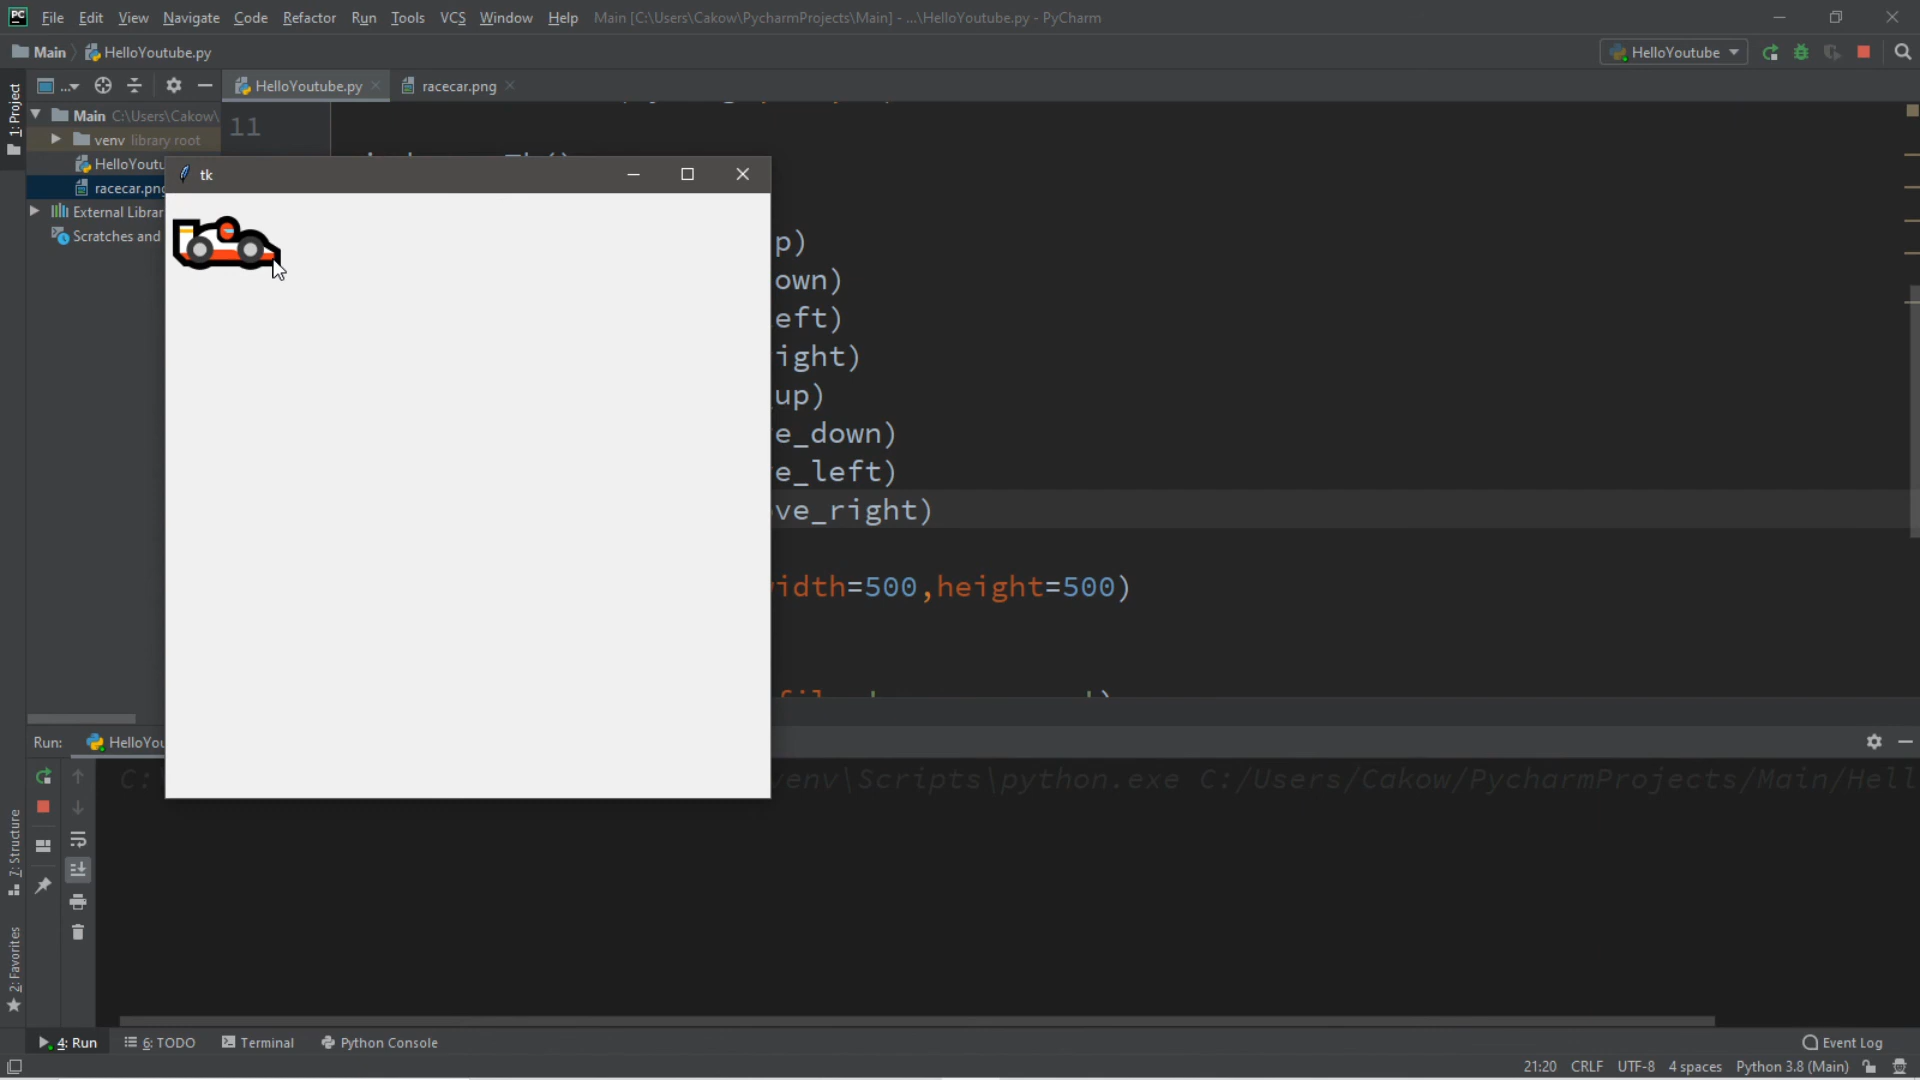 PC File Edit View Navigate Code Refactor Run Tools VCS Window Help Main [C:\Users\Cakow\PycharmProjects\Main] - ...\HelloYoutube.py - PyCharm
Main HelloYoutube.py HelloYoutube
1: Project ... HelloYoutube.py racecar.png
Main C:\Users\Cakow\
11
venv library root
HelloYoutu
tk
racecar.png
External Librar
Scratches and
p)
own)
eft)
ight)
up)
e_down)
e_left)
ve_right)
idth=500,height=500)
Run: HelloYou
C: venv\Scripts\python.exe C:/Users/Cakow/PycharmProjects/Main/Hell
7: Structure
2: Favorites
4: Run 6: TODO Terminal Python Console Event Log
21:20 CRLF UTF-8 4 spaces Python 3.8 (Main)